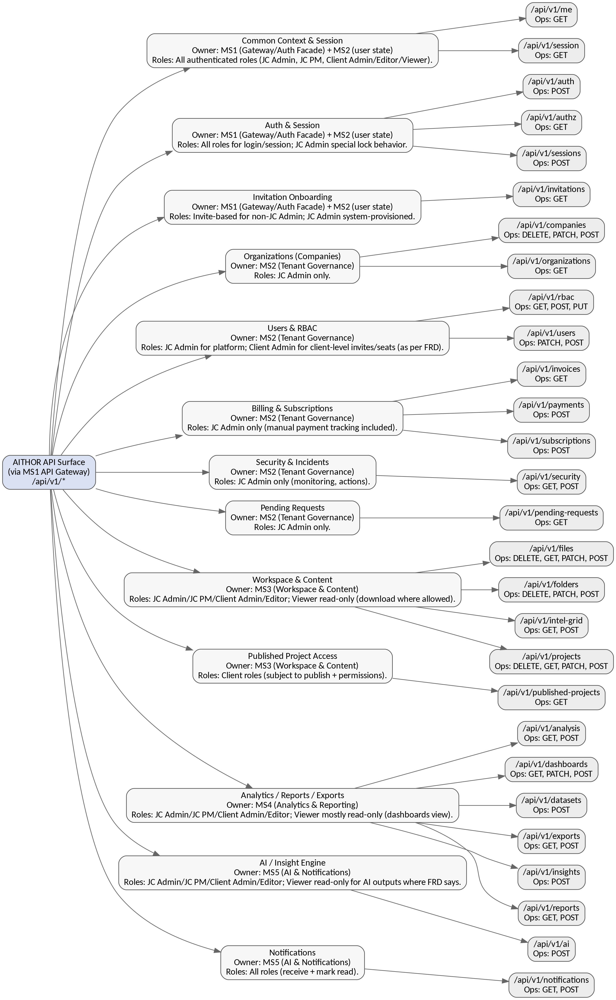 AITHOR API Surface
(via MS1 API Gateway)
/api/v1/*
Common Context & Session
Owner: MS1 (Gateway/Auth Facade) + MS2 (user state)
Roles: All authenticated roles (JC Admin, JC PM, Client Admin/Editor/Viewer).
/api/v1/me
Ops: GET
/api/v1/session
Ops: GET
Auth & Session
Owner: MS1 (Gateway/Auth Facade) + MS2 (user state)
Roles: All roles for login/session; JC Admin special lock behavior.
/api/v1/auth
Ops: POST
/api/v1/authz
Ops: GET
/api/v1/sessions
Ops: POST
Invitation Onboarding
Owner: MS1 (Gateway/Auth Facade) + MS2 (user state)
Roles: Invite-based for non-JC Admin; JC Admin system-provisioned.
/api/v1/invitations
Ops: GET
Organizations (Companies)
Owner: MS2 (Tenant Governance)
Roles: JC Admin only.
/api/v1/companies
Ops: DELETE, PATCH, POST
/api/v1/organizations
Ops: GET
Users & RBAC
Owner: MS2 (Tenant Governance)
Roles: JC Admin for platform; Client Admin for client-level invites/seats (as per FRD).
/api/v1/rbac
Ops: GET, POST, PUT
/api/v1/users
Ops: PATCH, POST
Billing & Subscriptions
Owner: MS2 (Tenant Governance)
Roles: JC Admin only (manual payment tracking included).
/api/v1/invoices
Ops: GET
/api/v1/payments
Ops: POST
/api/v1/subscriptions
Ops: POST
Security & Incidents
Owner: MS2 (Tenant Governance)
Roles: JC Admin only (monitoring, actions).
/api/v1/security
Ops: GET, POST
Pending Requests
Owner: MS2 (Tenant Governance)
Roles: JC Admin only.
/api/v1/pending-requests
Ops: GET
Workspace & Content
Owner: MS3 (Workspace & Content)
Roles: JC Admin/JC PM/Client Admin/Editor; Viewer read-only (download where allowed).
/api/v1/files
Ops: DELETE, GET, PATCH, POST
/api/v1/folders
Ops: DELETE, PATCH, POST
/api/v1/intel-grid
Ops: GET, POST
/api/v1/projects
Ops: DELETE, GET, PATCH, POST
Published Project Access
Owner: MS3 (Workspace & Content)
Roles: Client roles (subject to publish + permissions).
/api/v1/published-projects
Ops: GET
Analytics / Reports / Exports
Owner: MS4 (Analytics & Reporting)
Roles: JC Admin/JC PM/Client Admin/Editor; Viewer mostly read-only (dashboards view).
/api/v1/analysis
Ops: GET, POST
/api/v1/dashboards
Ops: GET, PATCH, POST
/api/v1/datasets
Ops: POST
/api/v1/exports
Ops: GET, POST
/api/v1/insights
Ops: POST
/api/v1/reports
Ops: GET, POST
AI / Insight Engine
Owner: MS5 (AI & Notifications)
Roles: JC Admin/JC PM/Client Admin/Editor; Viewer read-only for AI outputs where FRD says.
/api/v1/ai
Ops: POST
Notifications
Owner: MS5 (AI & Notifications)
Roles: All roles (receive + mark read).
/api/v1/notifications
Ops: GET, POST